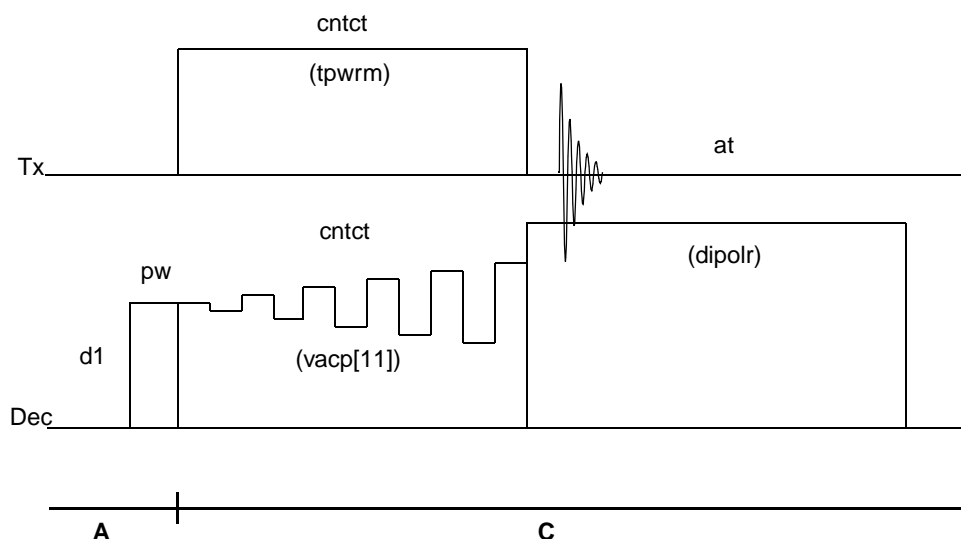 cntct
(tpwrm)
Tx
at
cntct
pw
(dipolr)
d1
(vacp[11])
Dec
A
C